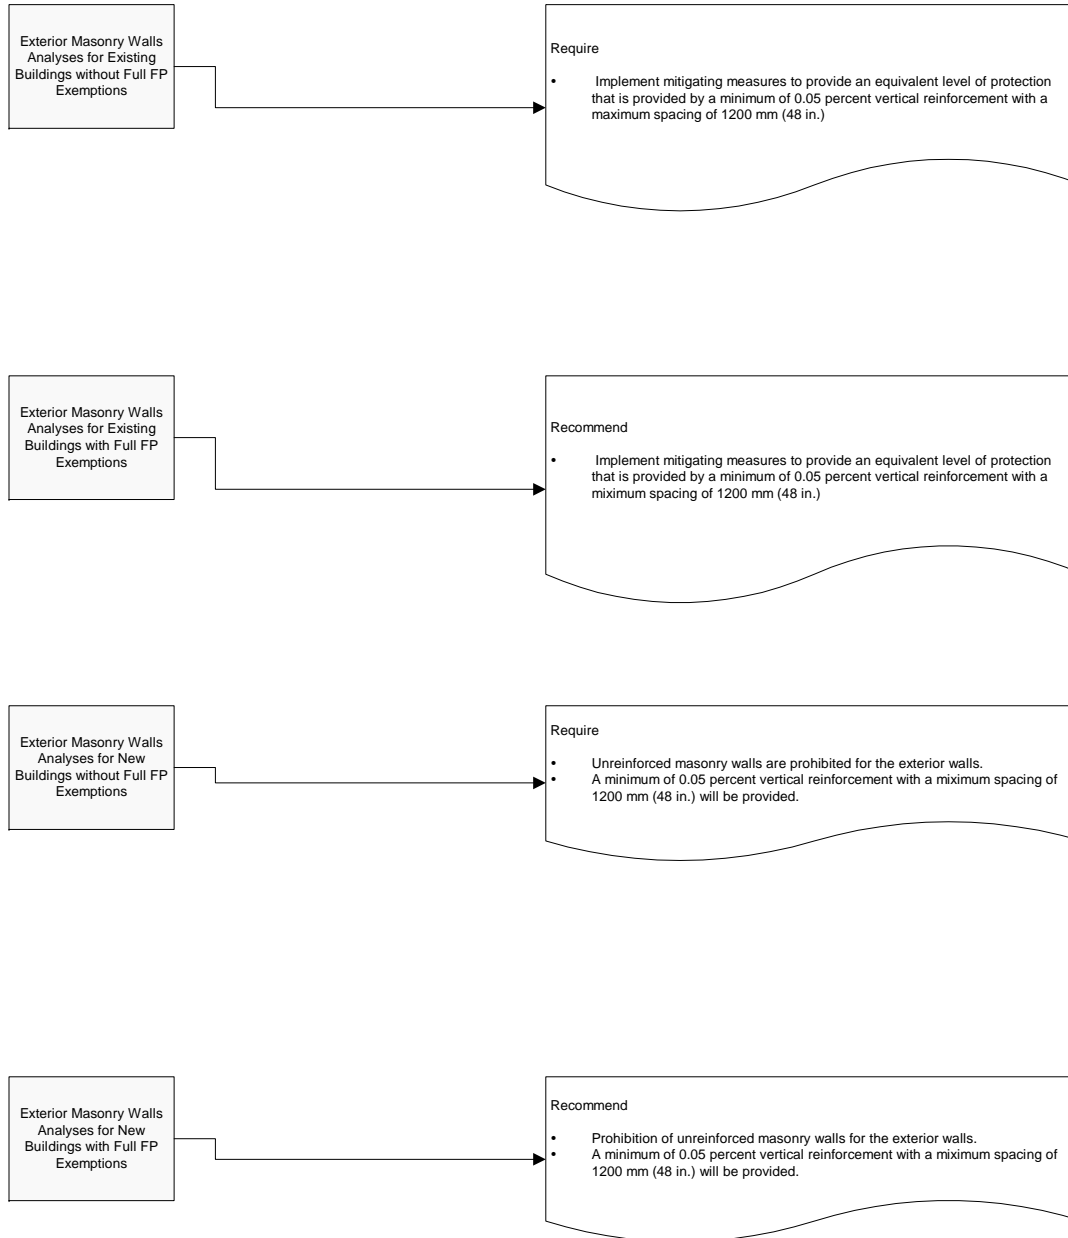 Exterior Masonry Walls
Analyses for Existing
Buildings without Full FP
Exemptions
Require
• Implement mitigating measures to provide an equivalent level of protection
that is provided by a minimum of 0.05 percent vertical reinforcement with a
maximum spacing of 1200 mm (48 in.)
Exterior Masonry Walls
Analyses for Existing
Buildings with Full FP
Exemptions
Recommend
• Implement mitigating measures to provide an equivalent level of protection
that is provided by a minimum of 0.05 percent vertical reinforcement with a
miximum spacing of 1200 mm (48 in.)
Exterior Masonry Walls
Analyses for New
Buildings without Full FP
Exemptions
Require
• Unreinforced masonry walls are prohibited for the exterior walls.
• A minimum of 0.05 percent vertical reinforcement with a miximum spacing of
1200 mm (48 in.) will be provided.
Exterior Masonry Walls
Analyses for New
Buildings with Full FP
Exemptions
Recommend
• Prohibition of unreinforced masonry walls for the exterior walls.
• A minimum of 0.05 percent vertical reinforcement with a miximum spacing of
1200 mm (48 in.) will be provided.